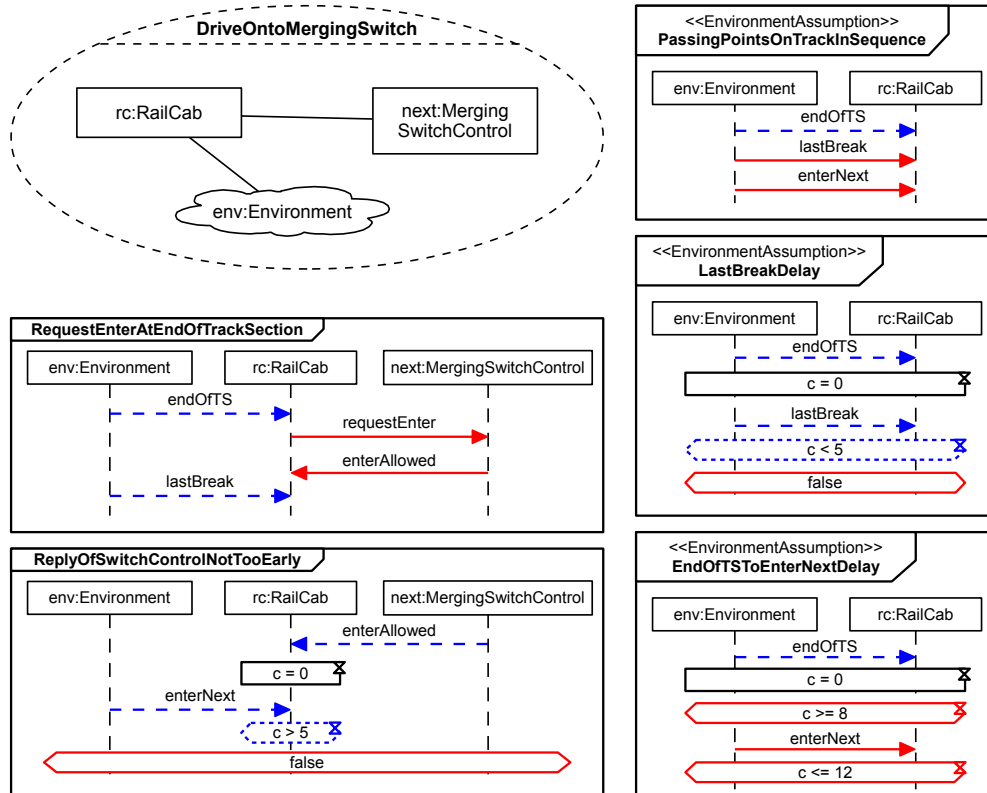 DriveOntoMergingSwitch
rc:RailCab
next:Merging
SwitchControl
env:Environment
RequestEnterAtEndOfTrackSection
env:Environment
rc:RailCab
next:MergingSwitchControl
endOfTS
requestEnter
enterAllowed
lastBreak
ReplyOfSwitchControlNotTooEarly
env:Environment
rc:RailCab
next:MergingSwitchControl
enterAllowed
c = 0
enterNext
c > 5
false
<<EnvironmentAssumption>>
PassingPointsOnTrackInSequence
env:Environment
rc:RailCab
endOfTS
lastBreak
enterNext
<<EnvironmentAssumption>>
LastBreakDelay
env:Environment
rc:RailCab
endOfTS
c = 0
lastBreak
c < 5
false
<<EnvironmentAssumption>>
EndOfTSToEnterNextDelay
env:Environment
rc:RailCab
endOfTS
c = 0
c >= 8
enterNext
c <= 12